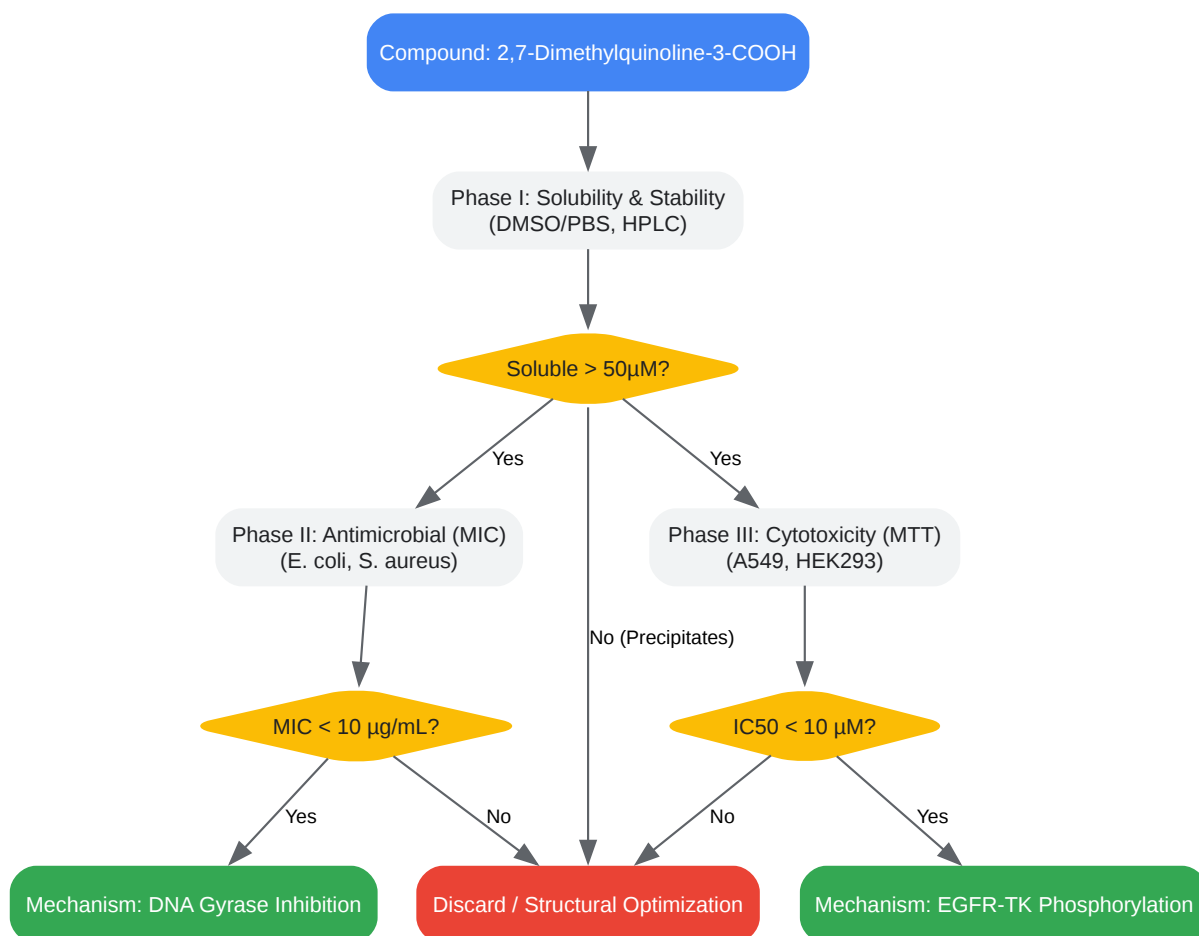 Compound: 2,7-Dimethylquinoline-3-COOH
Phase I: Solubility & Stability
(DMSO/PBS, HPLC)
Soluble > 50µM?
Yes
Yes
Phase II: Antimicrobial (MIC)
(E. coli, S. aureus)
Phase III: Cytotoxicity (MTT)
(A549, HEK293)
No (Precipitates)
MIC < 10 µg/mL?
IC50 < 10 µM?
Yes
No
No
Yes
Mechanism: DNA Gyrase Inhibition
Discard / Structural Optimization
Mechanism: EGFR-TK Phosphorylation